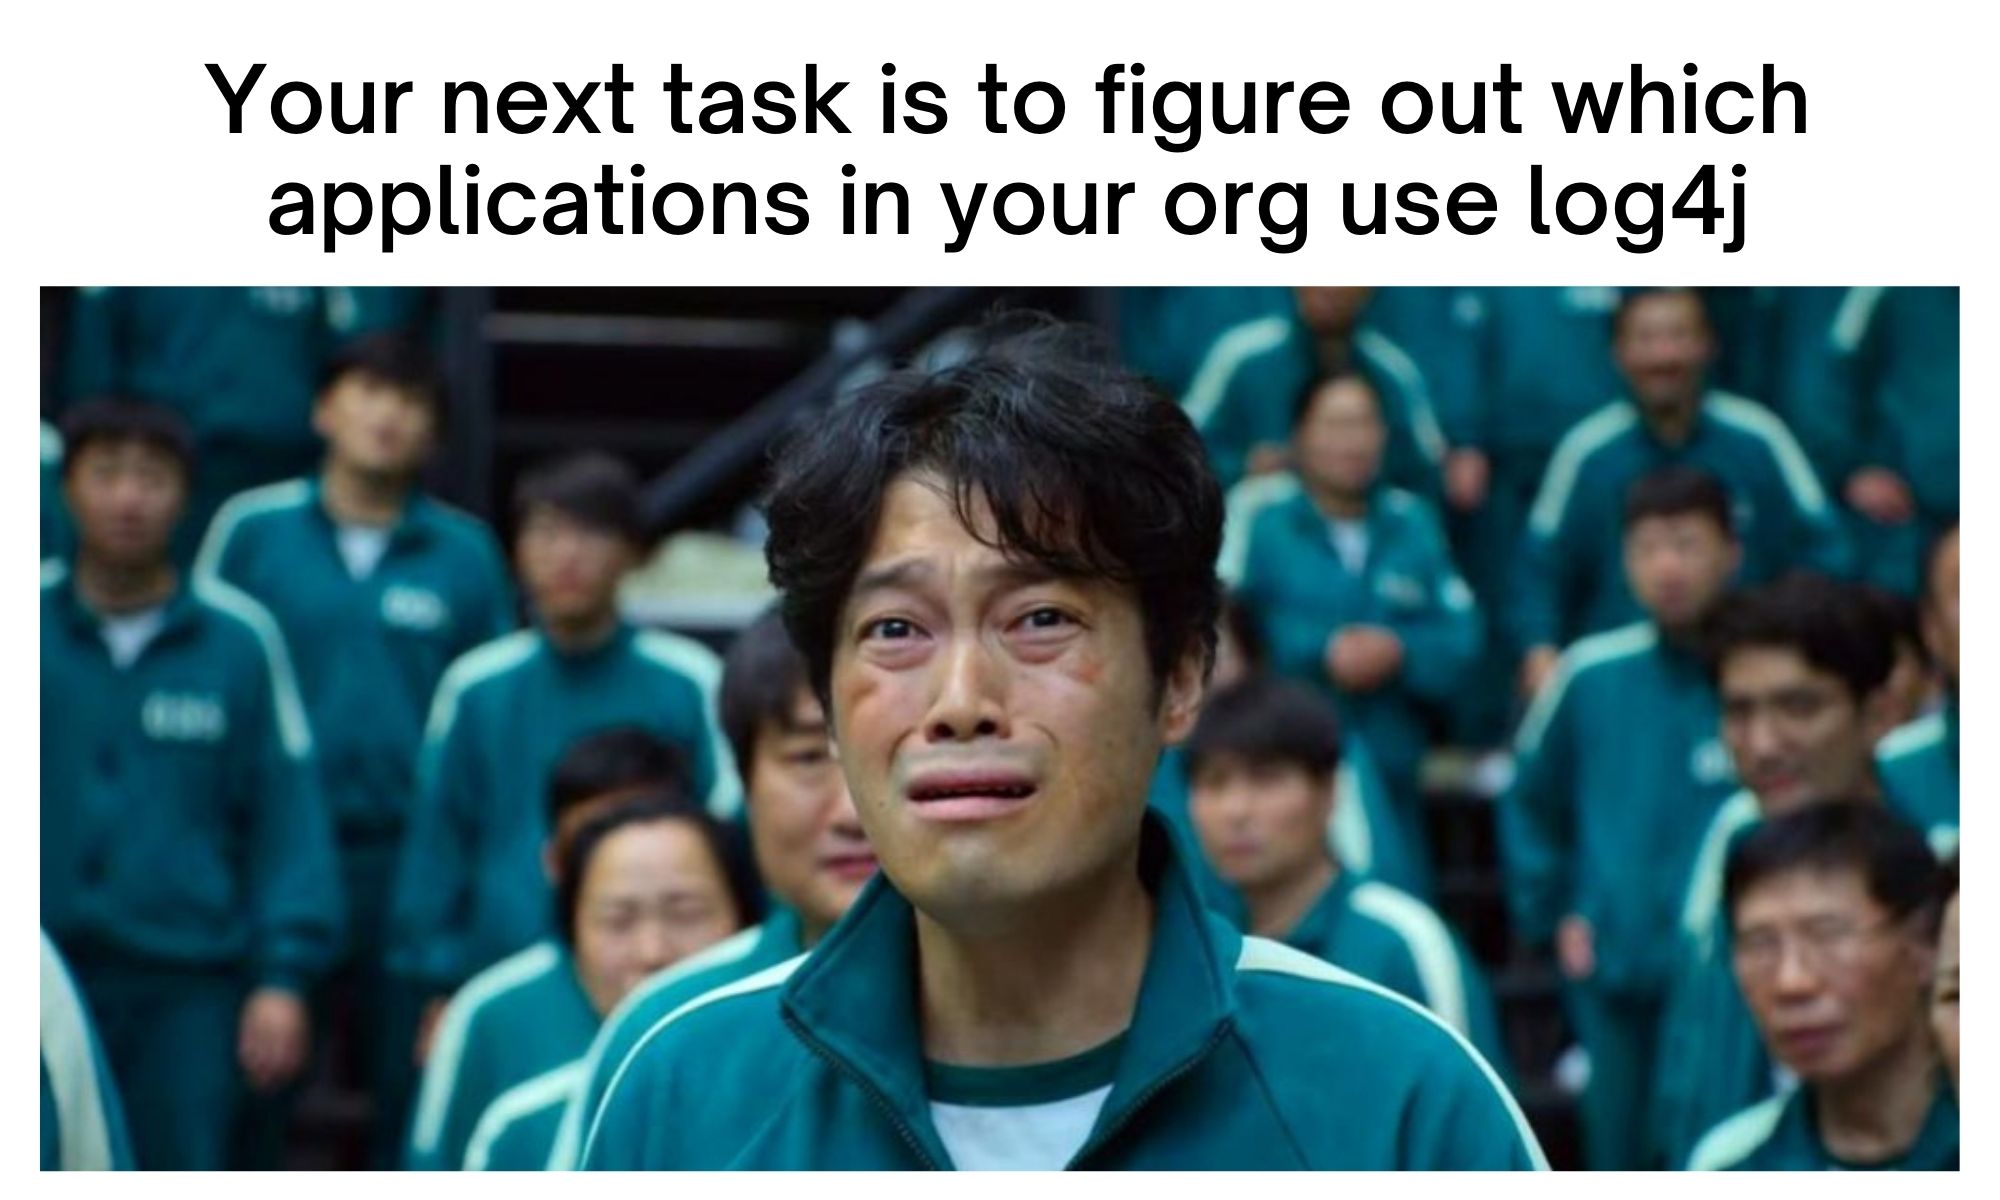 Your next task is to figure out which
applications in your org use log4j